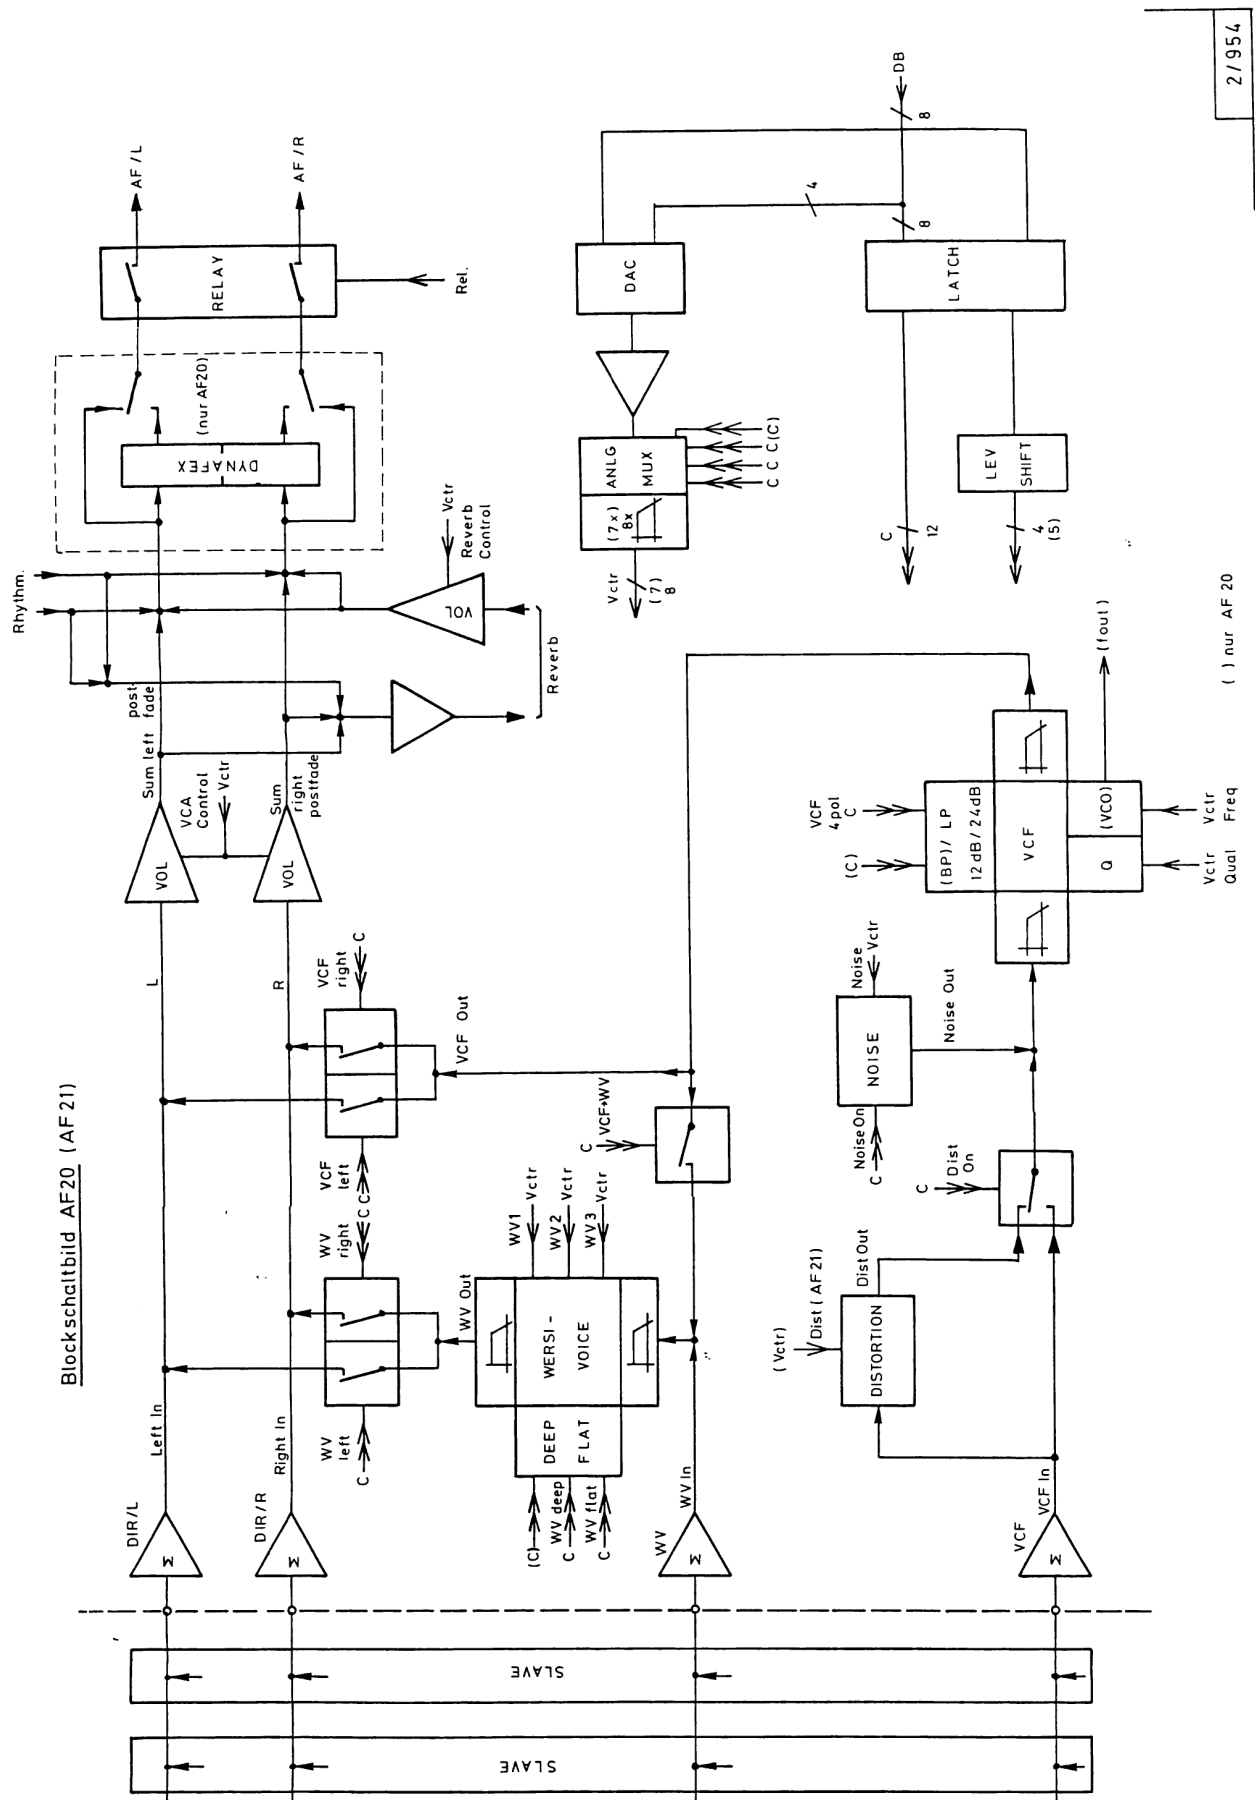 Blockschaltbild AF20 (AF 21)
2/954
SLAVE
SLAVE
DIR/L
Σ
Left In
DIR/R
Σ
Right In
WV
Σ
WV In
VCF
Σ
VCF In
WV
left
C
WV
right
C
VCF
left
C
VCF
right
C
WV Out
VCF Out
WERSI-
VOICE
DEEP
FLAT
(C)
WV deep
C
WV flat
C
WV1
Vctr
WV2
Vctr
WV3
Vctr
C
VCF→WV
L
R
VOL
VOL
VCA
Control
Vctr
Sum left
post-
fade
Sum
right
postfade
Rhythm.
VOL
Vctr
Reverb
Control
Reverb
DYNAFEX
(nur AF20)
RELAY
Rel.
AF/L
AF/R
DISTORTION
(Vctr)
Dist (AF21)
Dist Out
C
Dist
On
NOISE
Noise On
C
Noise
Vctr
Noise Out
(BP)/ LP
12dB/24dB
VCF
Q
(VCO)
(C)
VCF
4pol
C
Vctr
Qual
Vctr
Freq
(fout)
Vctr
(7)
8
(7x)
8x
ANLG
MUX
C C C(C)
DAC
4
DB
8
8
LATCH
C
12
LEV
SHIFT
4
(5)
( ) nur AF 20